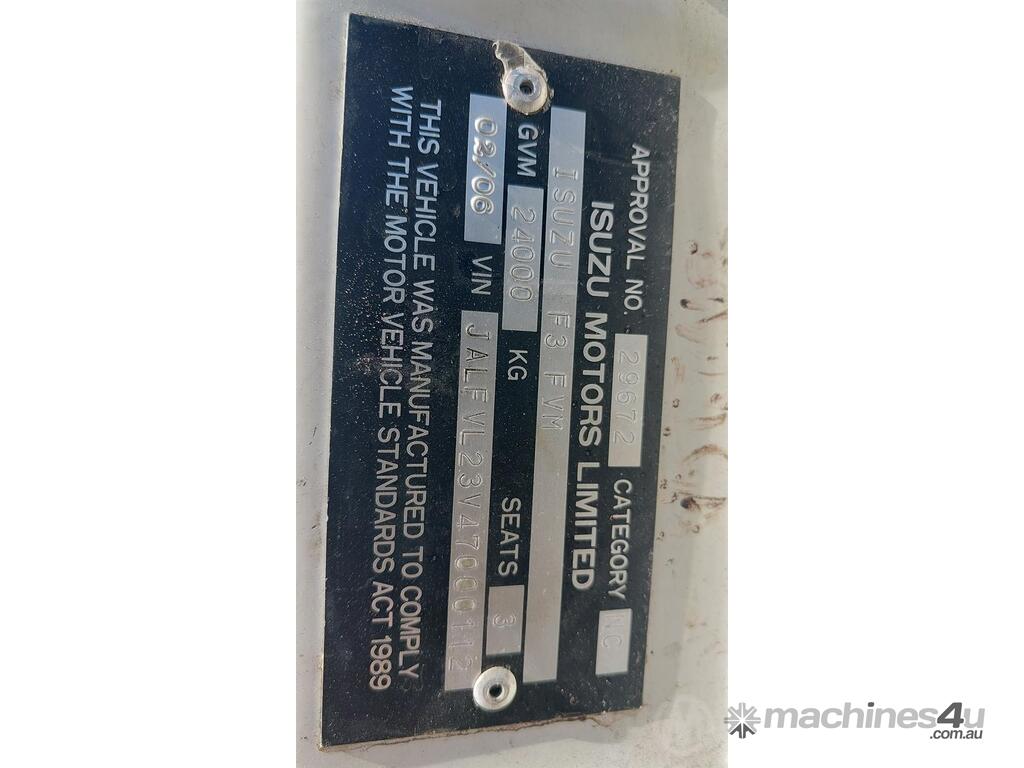 APPROVAL NO. 29672 CATEGORY NC
ISUZU MOTORS LIMITED
ISUZU F3 FVM
GVM 24000 KG SEATS 3
02/06 VIN JALFVL23V47000112
THIS VEHICLE WAS MANUFACTURED TO COMPLY
WITH THE MOTOR VEHICLE STANDARDS ACT 1989
machines4u
.com.au